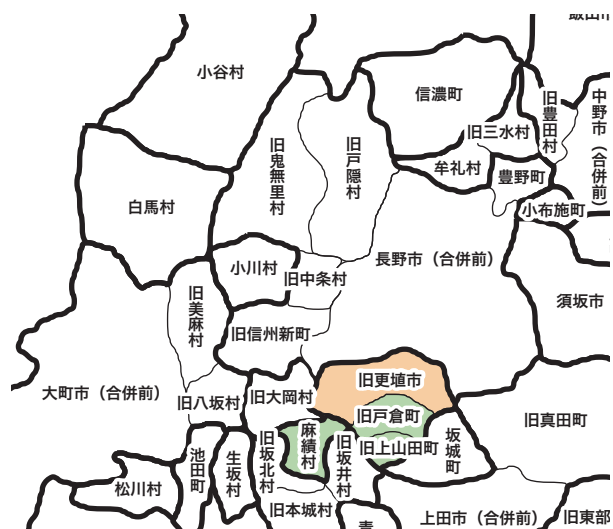 飯田市
小谷村
信濃町
旧豊田村
中野市（合併前）
旧三水村
旧鬼無里村
旧戸隠村
牟礼村
豊野町
白馬村
小布施町
長野市（合併前）
小川村
旧中条村
須坂市
旧美麻村
旧信州新町
大町市（合併前）
旧八坂村
旧大岡村
旧更埴市
旧戸倉町
旧真田町
麻績村
旧上山田町
坂城町
池田町
生坂村
旧坂北村
旧坂井村
松川村
旧本城村
上田市（合併前）
旧東部
青